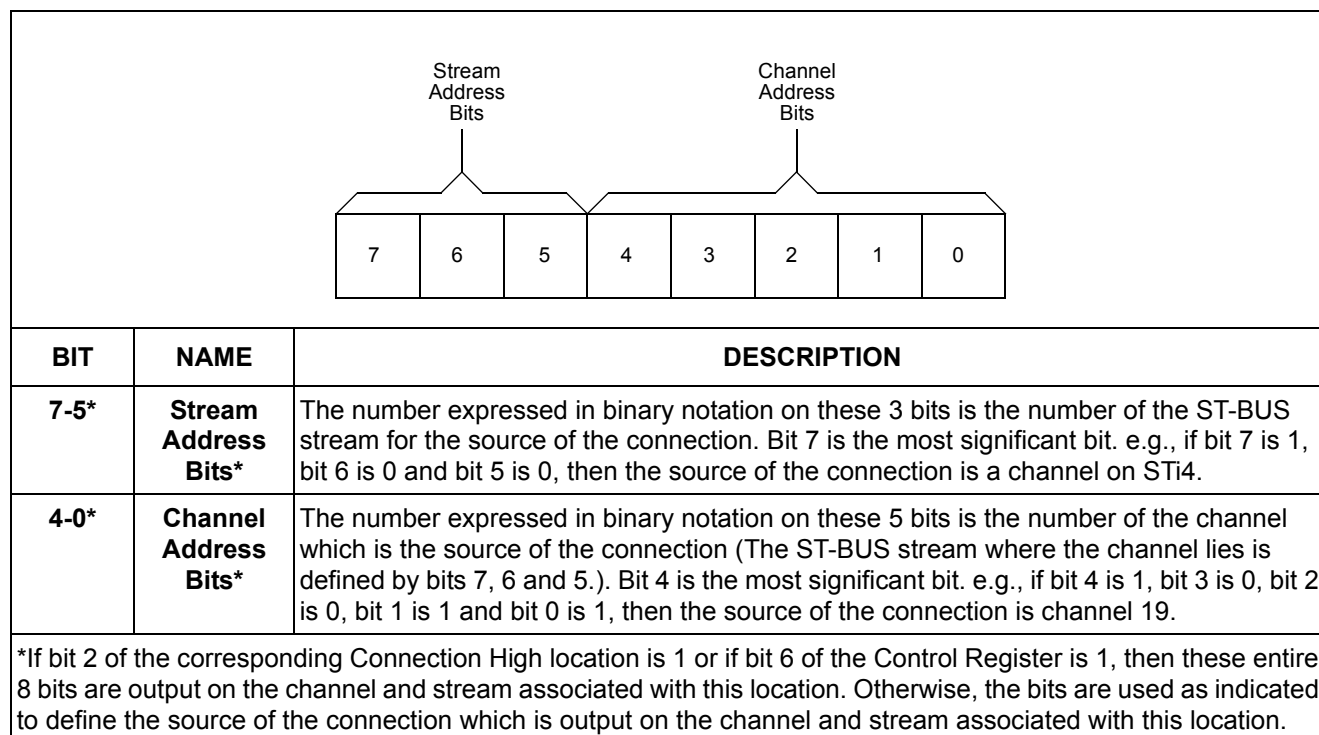 Stream
Address
Bits
Channel
Address
Bits
7 6 5 4 3 2 1 0
BIT NAME DESCRIPTION
7-5* Stream Address Bits* The number expressed in binary notation on these 3 bits is the number of the ST-BUS
stream for the source of the connection. Bit 7 is the most significant bit. e.g., if bit 7 is 1,
bit 6 is 0 and bit 5 is 0, then the source of the connection is a channel on STi4.
4-0* Channel Address Bits* The number expressed in binary notation on these 5 bits is the number of the channel
which is the source of the connection (The ST-BUS stream where the channel lies is
defined by bits 7, 6 and 5.). Bit 4 is the most significant bit. e.g., if bit 4 is 1, bit 3 is 0, bit 2
is 0, bit 1 is 1 and bit 0 is 1, then the source of the connection is channel 19.
*If bit 2 of the corresponding Connection High location is 1 or if bit 6 of the Control Register is 1, then these entire
8 bits are output on the channel and stream associated with this location. Otherwise, the bits are used as indicated
to define the source of the connection which is output on the channel and stream associated with this location.